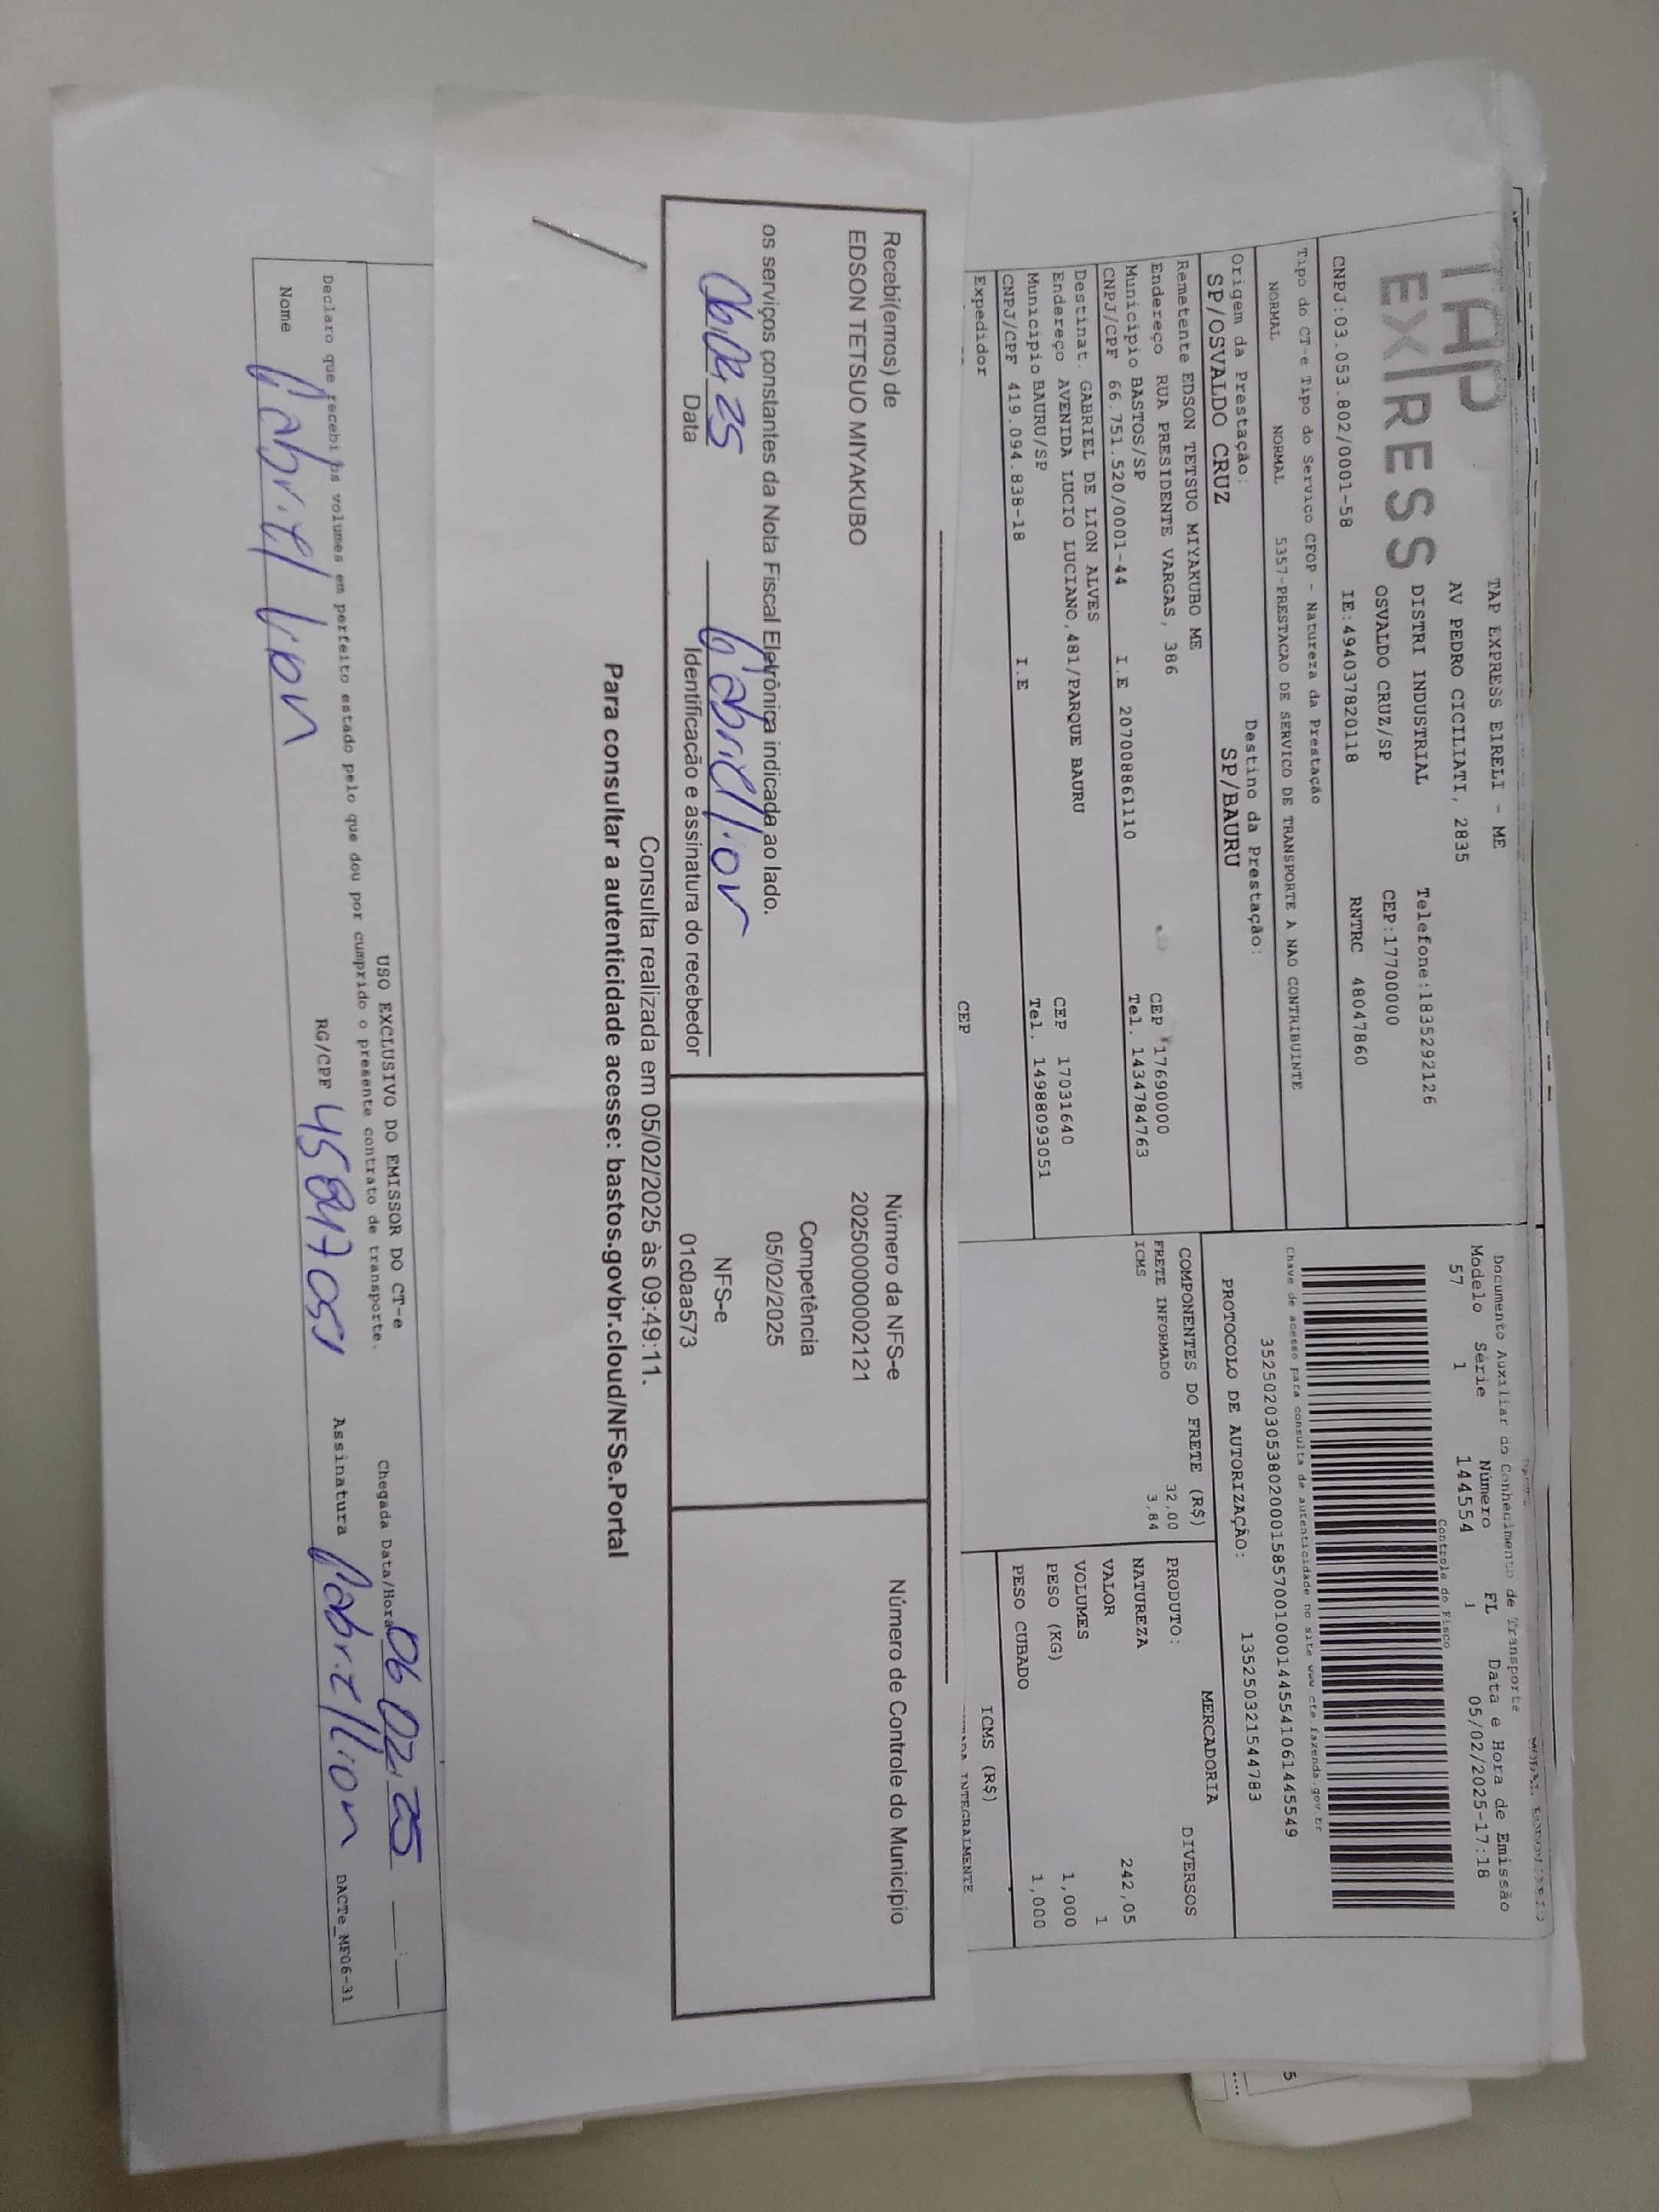 TAP
EXPRESS
TAP EXPRESS EIRELI - ME
AV PEDRO CICILIATI, 2835
DISTRI INDUSTRIAL Telefone:1835292126
OSVALDO CRUZ/SP CEP:17700000
CNPJ:03.053.802/0001-58 IE:494037820118 RNTRC 48047860
Tipo do CT-e Tipo do Serviço CFOP - Natureza da Prestação
NORMAL NORMAL 5357-PRESTACAO DE SERVICO DE TRANSPORTE A NAO CONTRIBUINTE
Origem da Prestação: Destino da Prestação:
SP/OSVALDO CRUZ SP/BAURU
Remetente EDSON TETSUO MIYAKUBO ME
Endereço RUA PRESIDENTE VARGAS, 386 CEP 17690000
Municipio BASTOS/SP Tel. 1434784763
CNPJ/CPF 66.751.520/0001-44 I.E 207008861110
Destinat. GABRIEL DE LION ALVES
Endereço AVENIDA LUCIO LUCIANO,481/PARQUE BAURU CEP 17031640
Municipio BAURU/SP Tel. 14988093051
CNPJ/CPF 419.094.838-18 I.E
Expedidor CEP
Documento Auxiliar do Conhecimento de Transporte
Modelo Série Número FL Data e Hora de Emissão
57 1 144554 1 05/02/2025-17:18
Controle do Fisco
Chave de acesso para consulta de autenticidade no site www.cte.fazenda.gov.br
35250203053802000158570010001445541061445549
PROTOCOLO DE AUTORIZAÇÃO: 135250321544783
COMPONENTES DO FRETE (R$)
FRETE INFORMADO 32,00
ICMS 3,84
MERCADORIA
PRODUTO: DIVERSOS
NATUREZA
VALOR 242,05
VOLUMES 1
PESO (KG) 1,000
PESO CUBADO 1,000
ICMS (R$)
INTEGRALMENTE
Recebi(emos) de
EDSON TETSUO MIYAKUBO
os serviços constantes da Nota Fiscal Eletrônica indicada ao lado.
06,02,25 Gabriel Lion
Data Identificação e assinatura do recebedor
Número da NFS-e
202500000002121
Competência
05/02/2025
NFS-e
01c0aa573
Número de Controle do Município
Consulta realizada em 05/02/2025 às 09:49:11.
Para consultar a autenticidade acesse: bastos.govbr.cloud/NFSe.Portal
USO EXCLUSIVO DO EMISSOR DO CT-e Chegada Data/Hora 06 02,25
Declaro que recebi os volumes em perfeito estado pelo que dou por cumprido o presente contrato de transporte.
Nome Gabriel Lion RG/CPF Assinatura Gabriel Lion DACTe_MF06-31
5